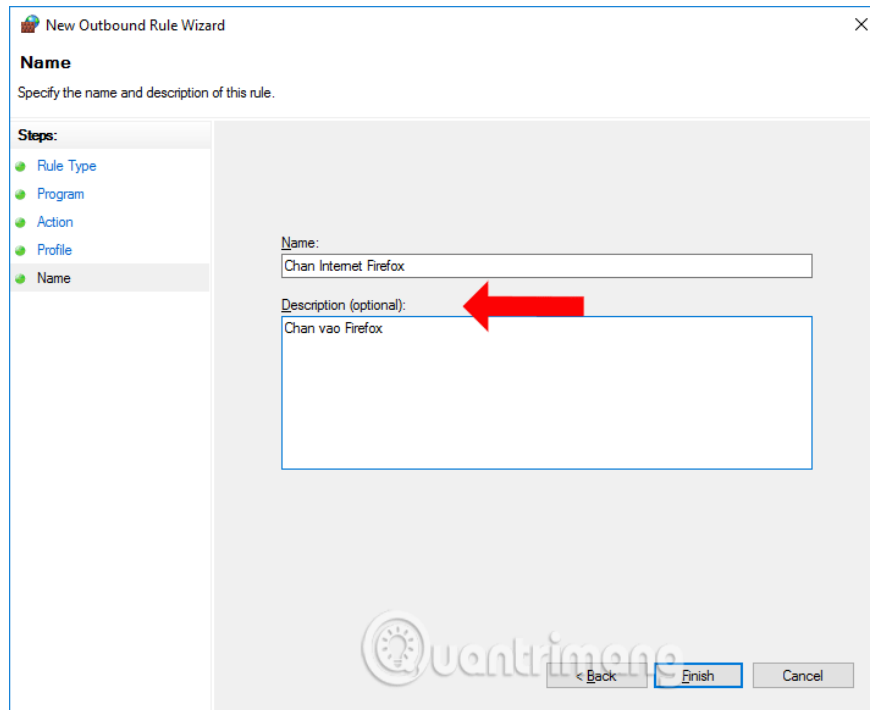 New Outbound Rule Wizard
Name
Specify the name and description of this rule.
Steps:
Rule Type
Program
Action
Profile
Name
Name:
Chan Internet Firefox
Description (optional):
Chan vao Firefox
Quantrimang
< Back
Finish
Cancel